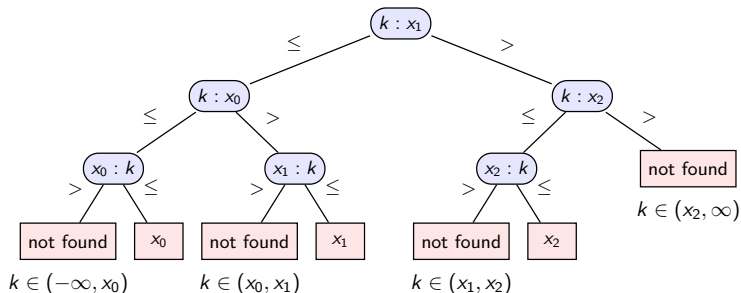 k : x₁
≤ >
k : x₀ k : x₂
≤ > ≤ >
x₀ : k x₁ : k x₂ : k not found
> ≤ > ≤ > ≤ k ∈ (x₂, ∞)
not found x₀ not found x₁ not found x₂
k ∈ (−∞, x₀) k ∈ (x₀, x₁) k ∈ (x₁, x₂)